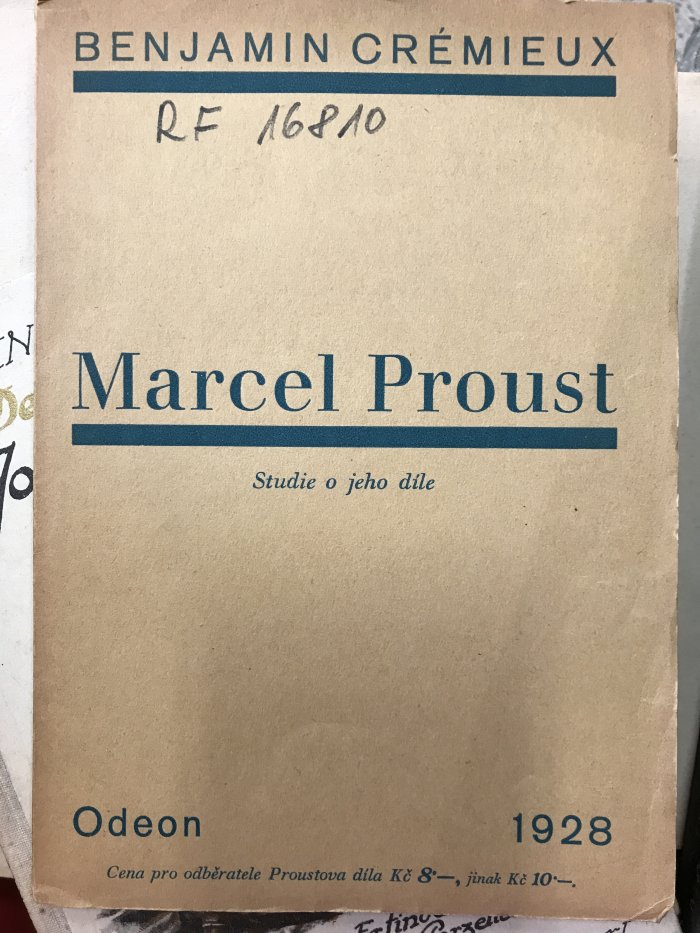 BENJAMIN CRÉMIEUX
RF 16810
Marcel Proust
Studie o jeho díle
Odeon 1928
Cena pro odběratele Proustova díla Kč 8·—, jinak Kč 10·—.